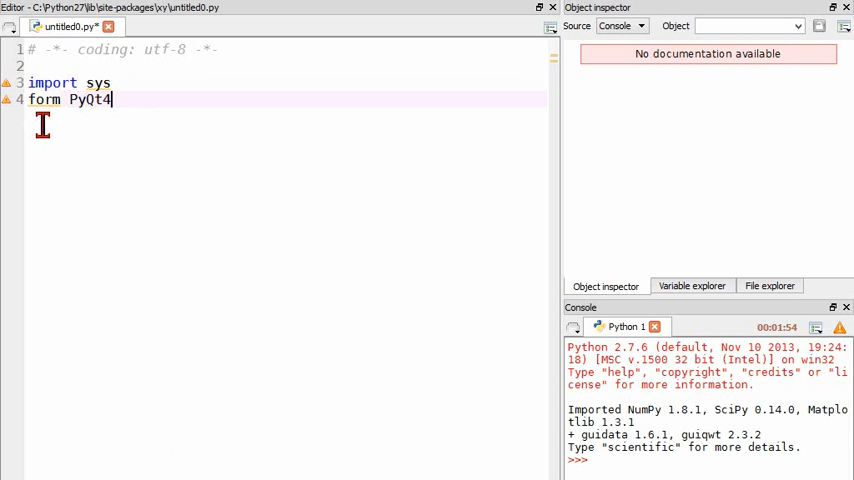 Editor - C:\Python27\lib\site-packages\xy\untitled0.py
untitled0.py*
1 # -*- coding: utf-8 -*-
2
3 import sys
4 form PyQt4
Object inspector
Source Console Object
No documentation available
Object inspector Variable explorer File explorer
Console
Python 1 00:01:54
Python 2.7.6 (default, Nov 10 2013, 19:24:
18) [MSC v.1500 32 bit (Intel)] on win32
Type "help", "copyright", "credits" or "li
cense" for more information.
Imported NumPy 1.8.1, SciPy 0.14.0, Matplo
tlib 1.3.1
+ guidata 1.6.1, guiqwt 2.3.2
Type "scientific" for more details.
>>>